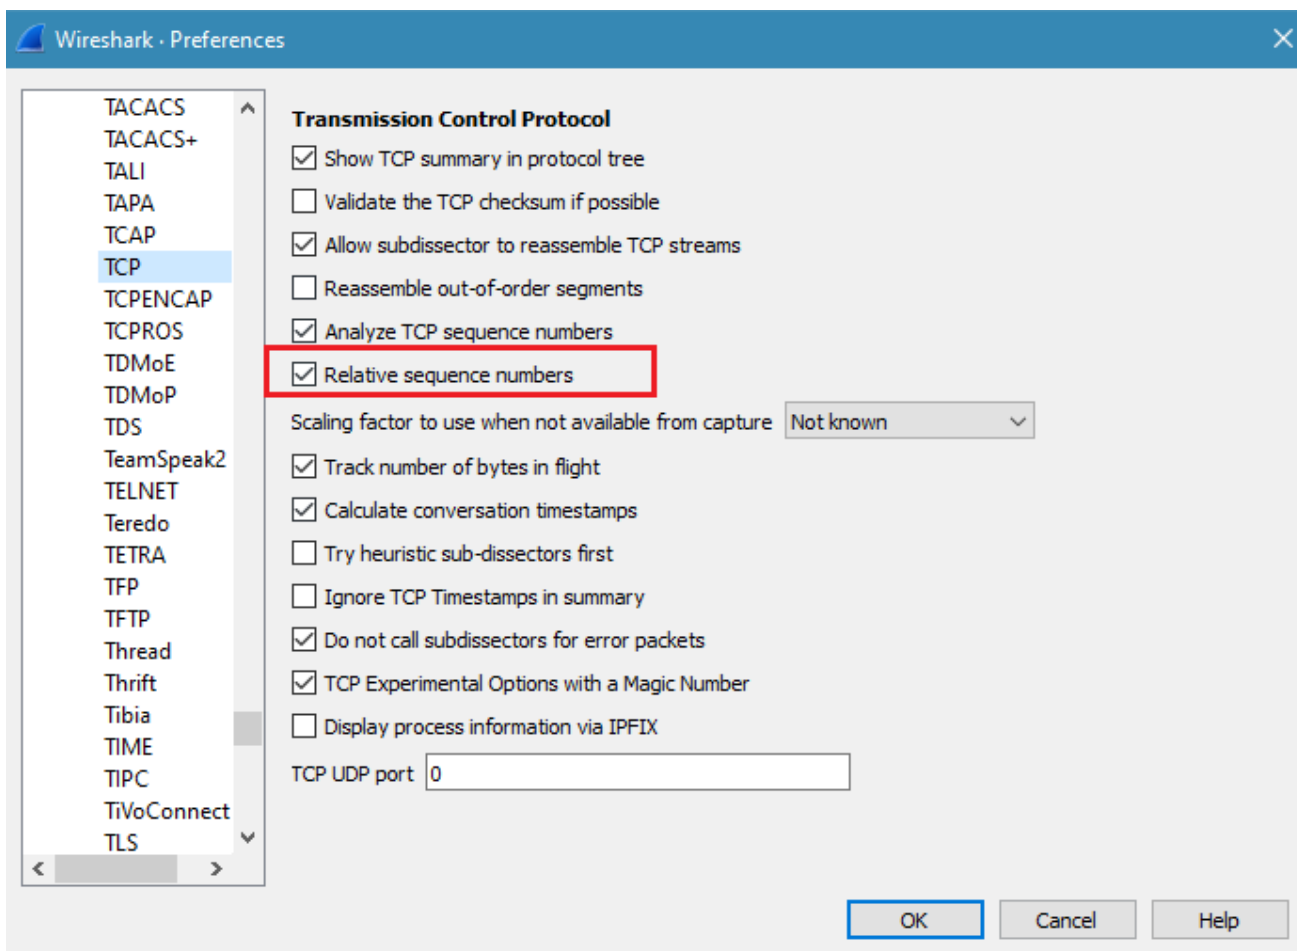 Wireshark · Preferences
TACACS
TACACS+
TALI
TAPA
TCAP
TCP
TCPENCAP
TCPROS
TDMoE
TDMoP
TDS
TeamSpeak2
TELNET
Teredo
TETRA
TFP
TFTP
Thread
Thrift
Tibia
TIME
TIPC
TiVoConnect
TLS
Transmission Control Protocol
Show TCP summary in protocol tree
Validate the TCP checksum if possible
Allow subdissector to reassemble TCP streams
Reassemble out-of-order segments
Analyze TCP sequence numbers
Relative sequence numbers
Scaling factor to use when not available from capture Not known
Track number of bytes in flight
Calculate conversation timestamps
Try heuristic sub-dissectors first
Ignore TCP Timestamps in summary
Do not call subdissectors for error packets
TCP Experimental Options with a Magic Number
Display process information via IPFIX
TCP UDP port 0
OK Cancel Help